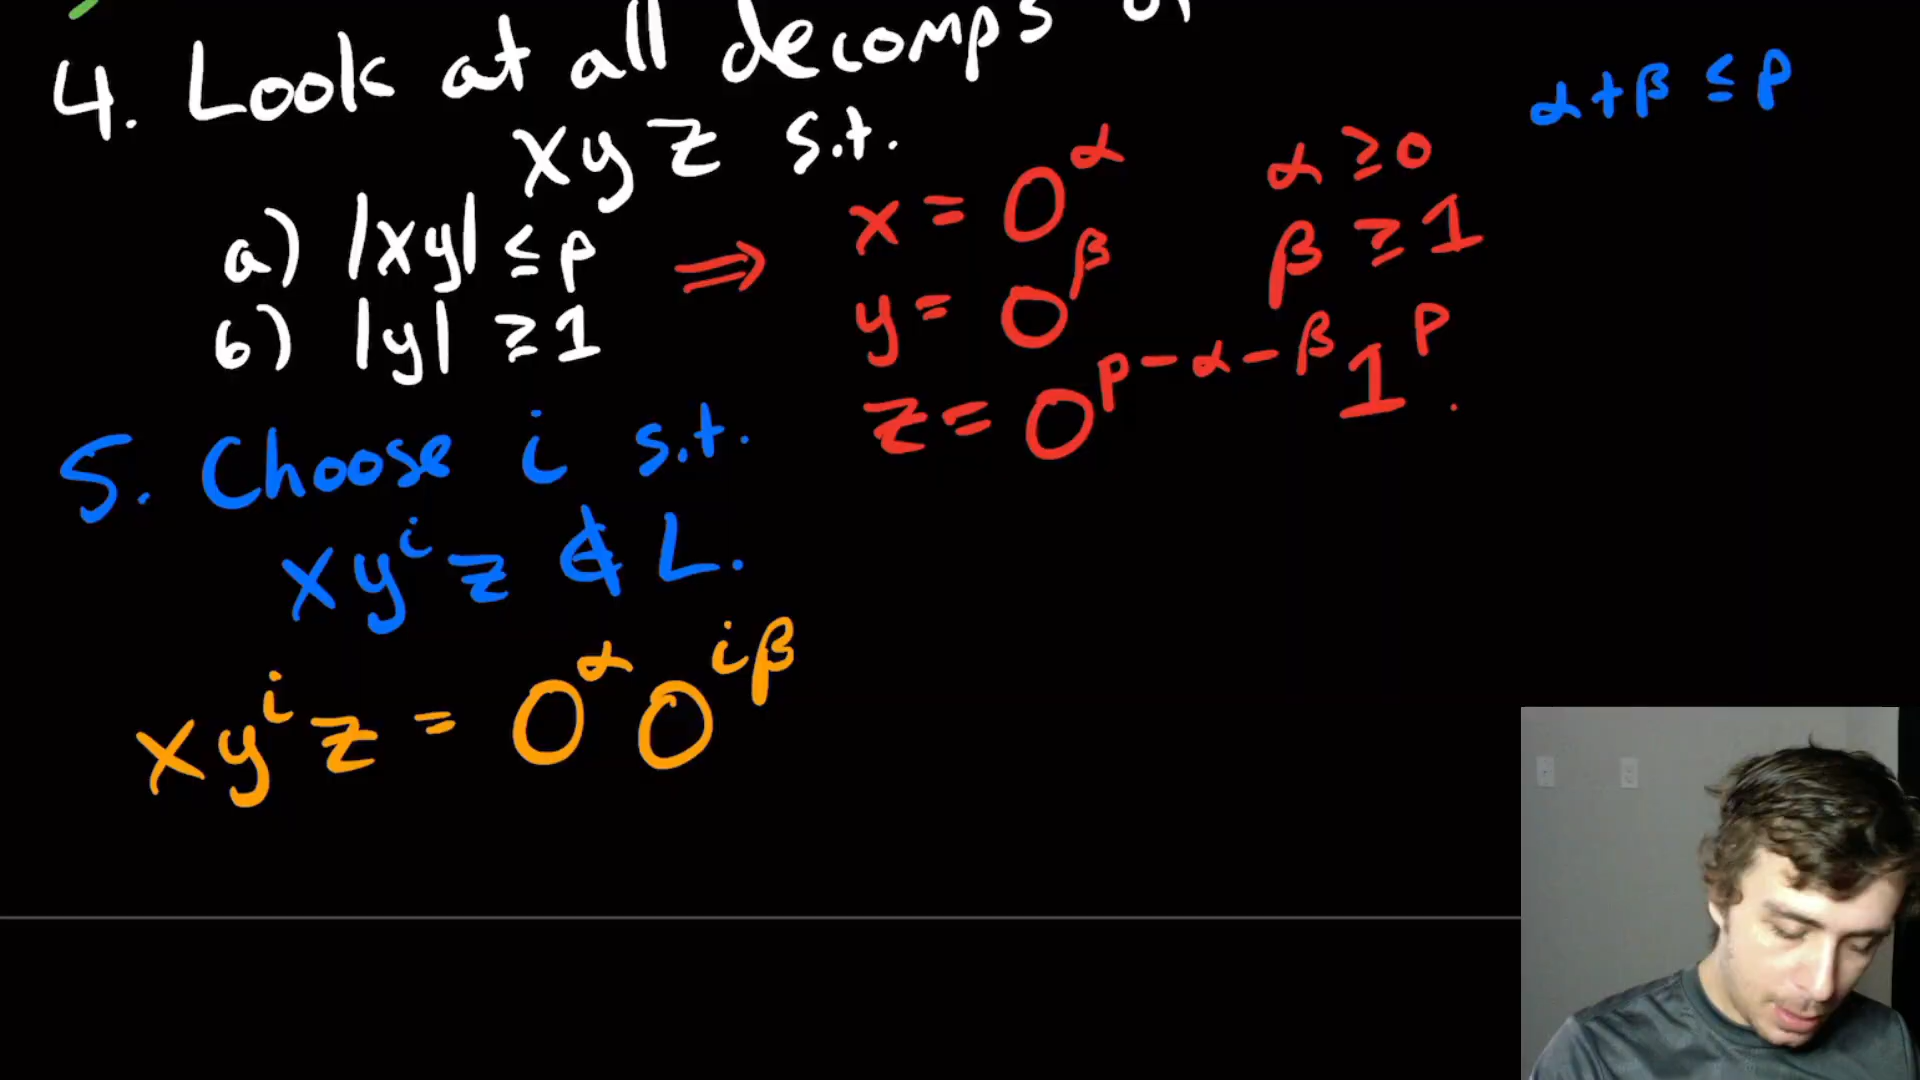 4. Look at all decomps
xyz s.t.
a) |xy| ≤ p ⇒
b) |y| ≥ 1
x = 0^α
y = 0^β
z = 0^{p-α-β} 1^p.
α ≥ 0
β ≥ 1
α + β ≤ p
5. Choose i s.t.
xy^i z ∉ L.
xy^i z = 0^α 0^{iβ}